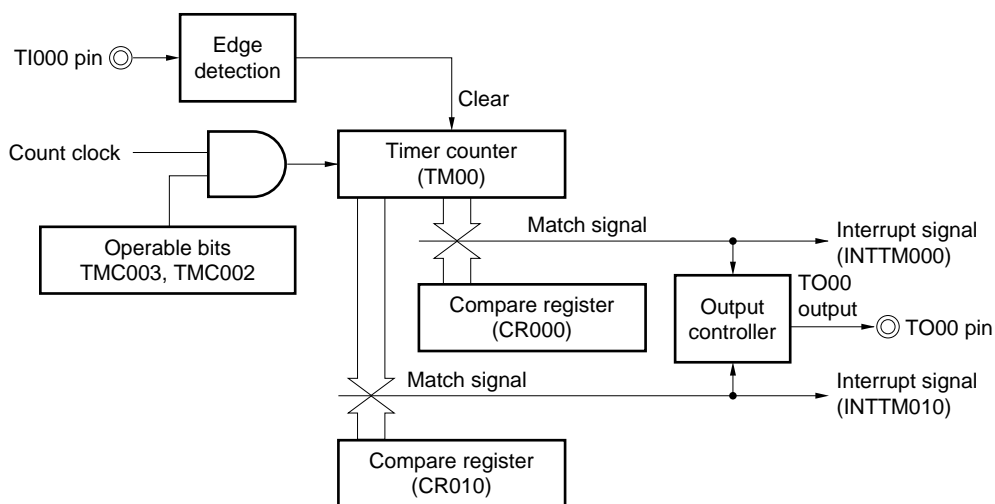 TI000 pin
Edge
detection
Clear
Count clock
Timer counter
(TM00)
Operable bits
TMC003, TMC002
Match signal
Interrupt signal
(INTTM000)
Compare register
(CR000)
Output
controller
TO00
output
TO00 pin
Match signal
Interrupt signal
(INTTM010)
Compare register
(CR010)